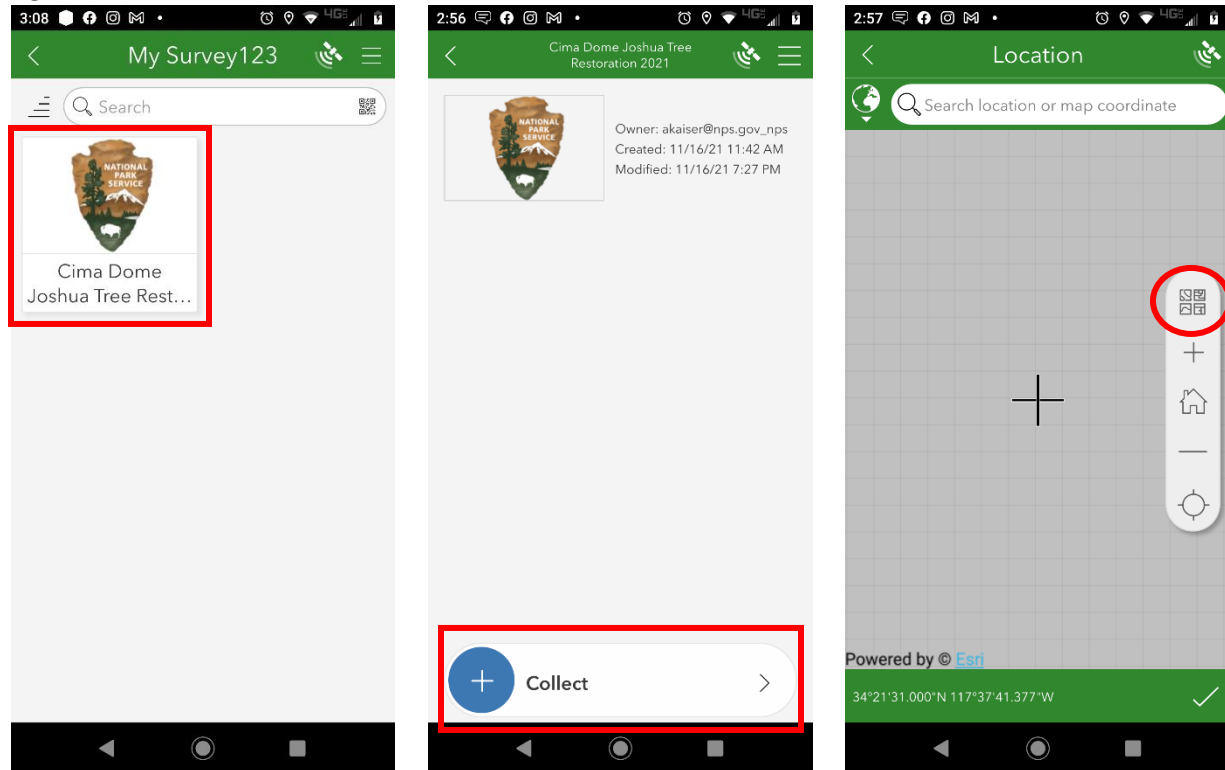 3:08
4GE
My Survey123
Search
NATIONAL
PARK
SERVICE
Cima Dome
Joshua Tree Rest...
2:56
4GE
Cima Dome Joshua Tree
Restoration 2021
NATIONAL
PARK
SERVICE
Owner: akaiser@nps.gov_nps
Created: 11/16/21 11:42 AM
Modified: 11/16/21 7:27 PM
Collect
2:57
4GE
Location
Search location or map coordinate
Powered by © Esri
34°21'31.000"N 117°37'41.377"W